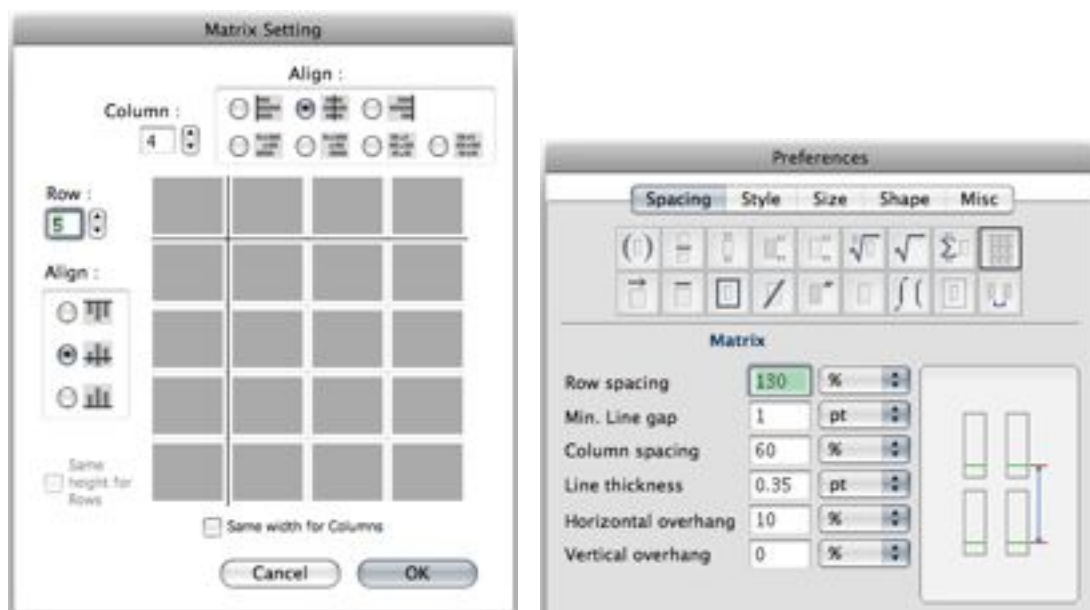 Matrix Setting
Align :
Column :
4
Row :
5
Align :
Same
height for
Rows
Same width for Columns
Cancel OK
Preferences
Spacing Style Size Shape Misc
Matrix
Row spacing 130 %
Min. Line gap 1 pt
Column spacing 60 %
Line thickness 0.35 pt
Horizontal overhang 10 %
Vertical overhang 0 %